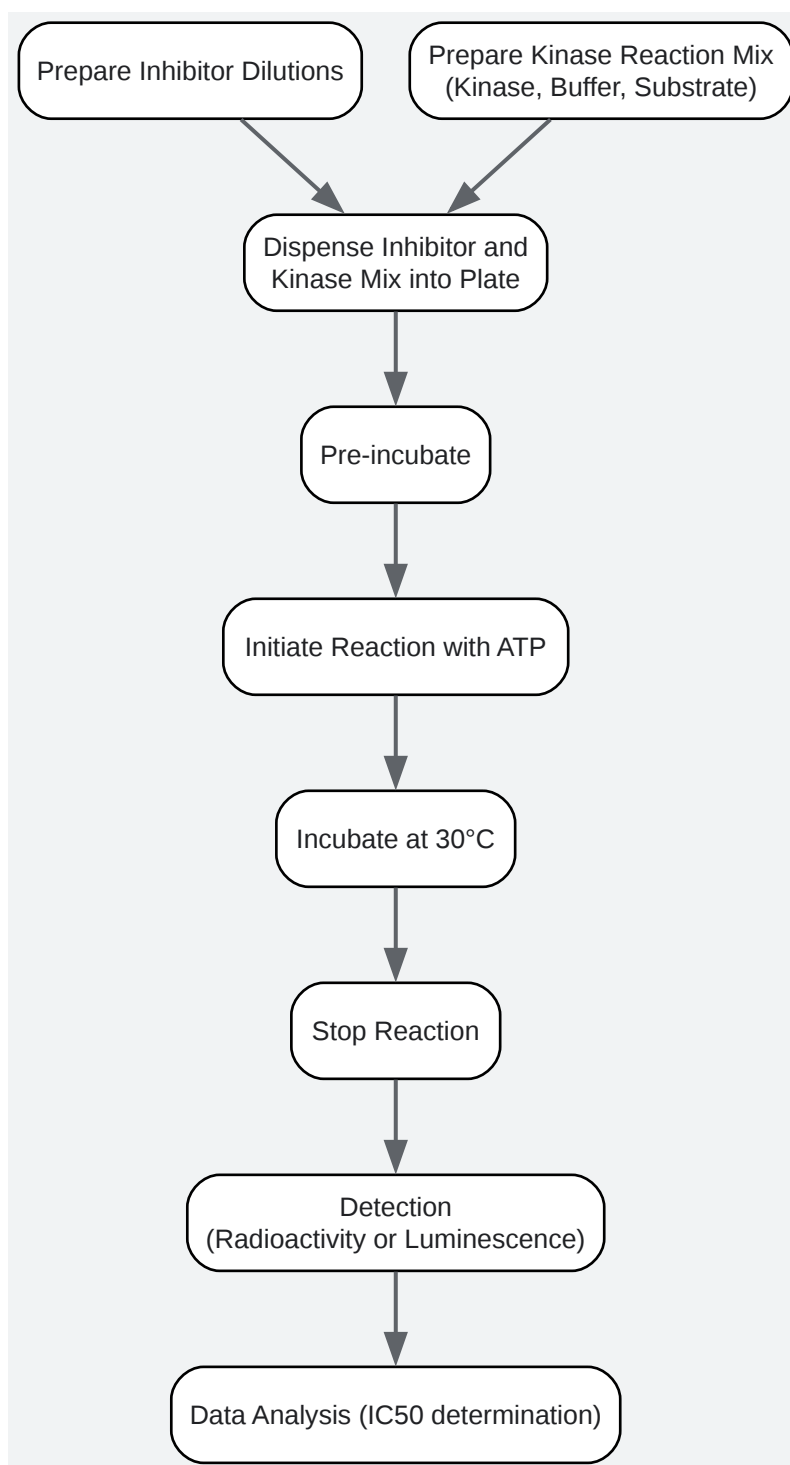 Prepare Inhibitor Dilutions
Prepare Kinase Reaction Mix
(Kinase, Buffer, Substrate)
Dispense Inhibitor and
Kinase Mix into Plate
Pre-incubate
Initiate Reaction with ATP
Incubate at 30°C
Stop Reaction
Detection
(Radioactivity or Luminescence)
Data Analysis (IC50 determination)